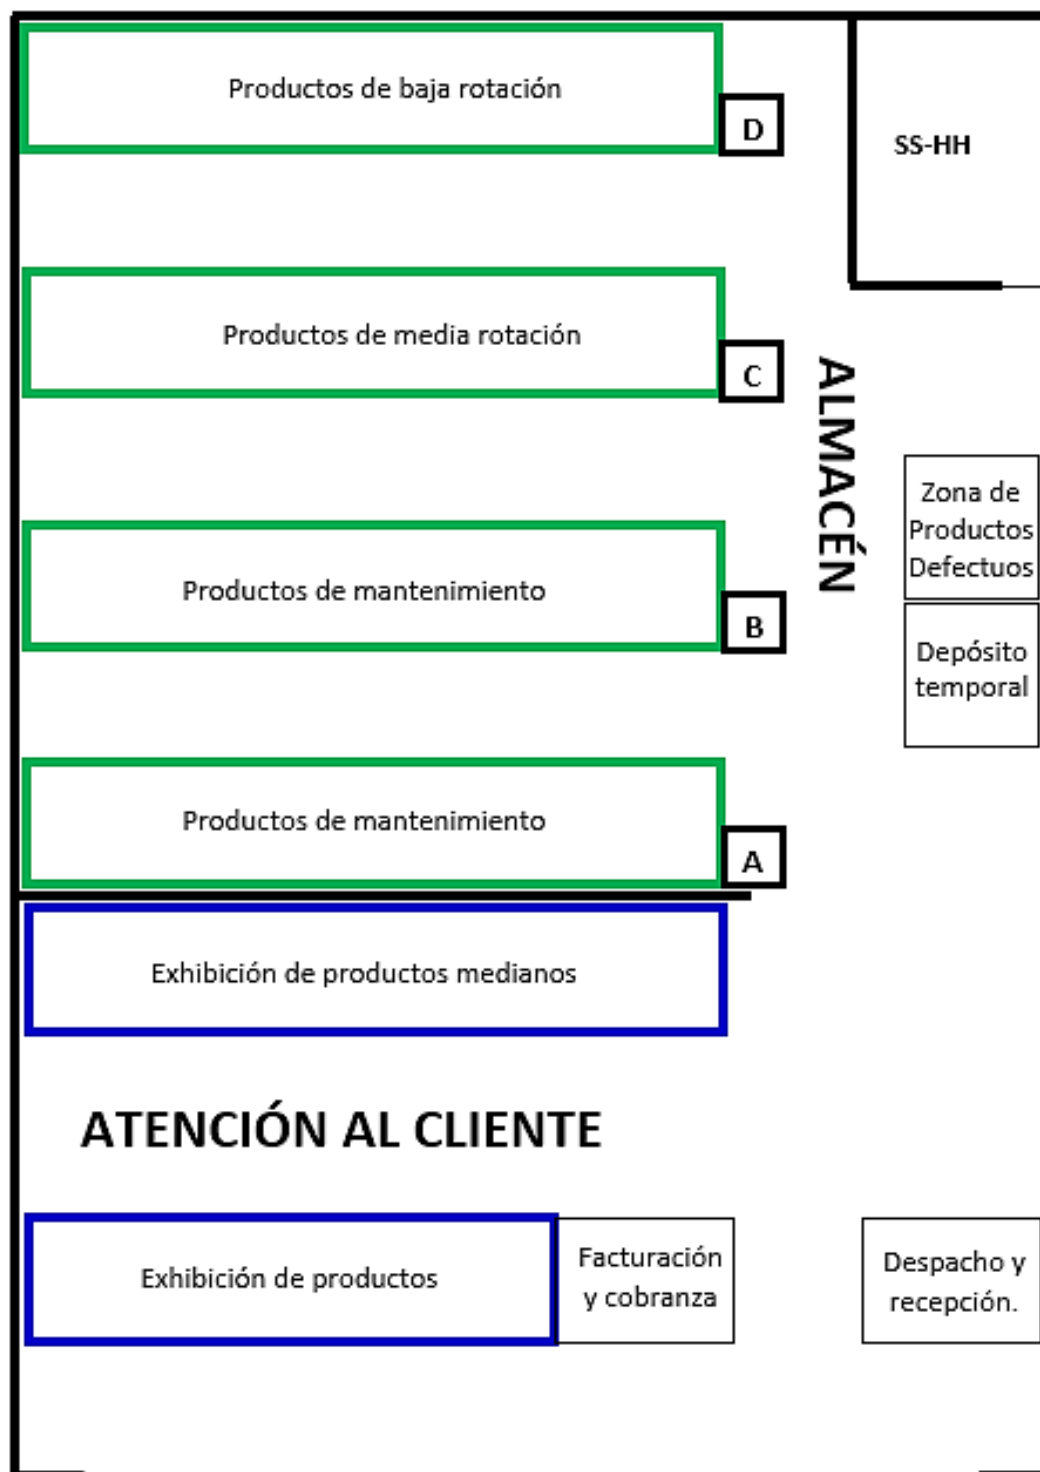 Productos de baja rotación
D
SS-HH
Productos de media rotación
C
ALMACÉN
Zona de
Productos
Defectuos
Productos de mantenimiento
B
Depósito
temporal
Productos de mantenimiento
A
Exhibición de productos medianos
ATENCIÓN AL CLIENTE
Exhibición de productos
Facturación
y cobranza
Despacho y
recepción.